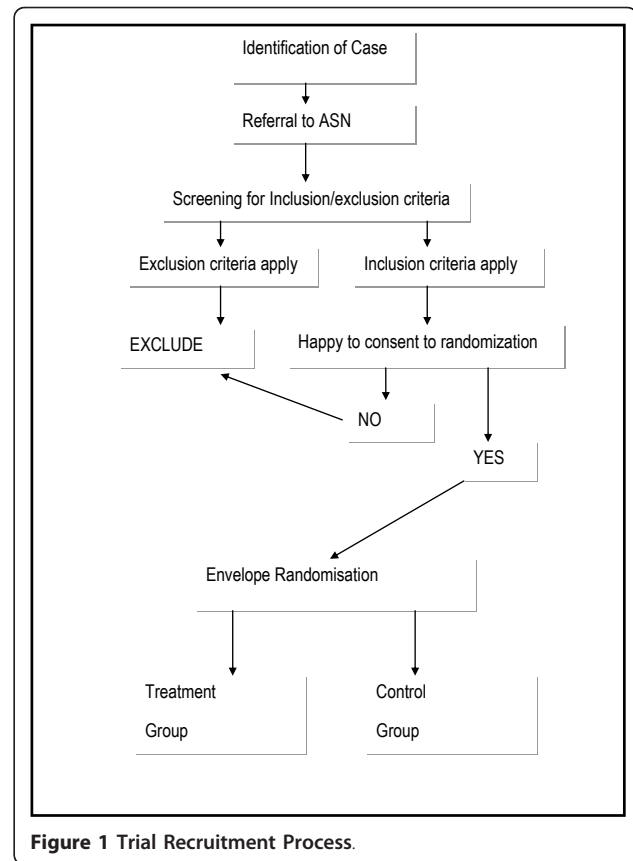 Identification of Case
Referral to ASN
Screening for Inclusion/exclusion criteria
Exclusion criteria apply
Inclusion criteria apply
EXCLUDE
Happy to consent to randomization
NO
YES
Envelope Randomisation
Treatment
Group
Control
Group
Figure 1 Trial Recruitment Process.